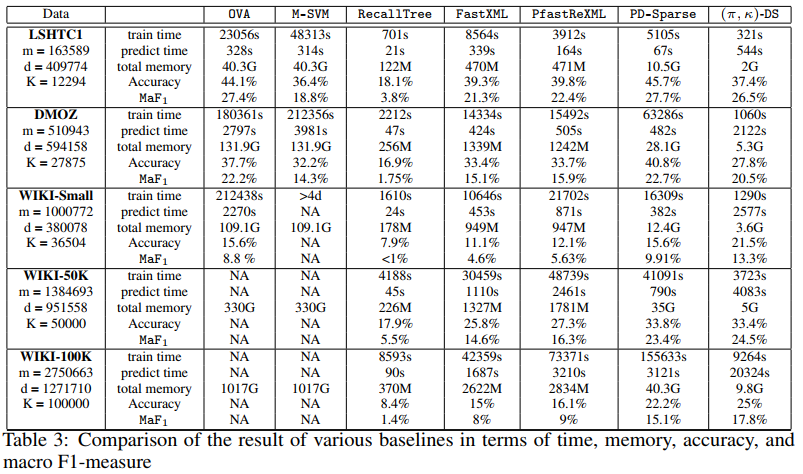 Data OVA M-SVM RecallTree FastXML PfastReXML PD-Sparse (π, κ)-DS
LSHTC1 train time 23056s 48313s 701s 8564s 3912s 5105s 321s
m = 163589 predict time 328s 314s 21s 339s 164s 67s 544s
d = 409774 total memory 40.3G 40.3G 122M 470M 471M 10.5G 2G
K = 12294 Accuracy 44.1% 36.4% 18.1% 39.3% 39.8% 45.7% 37.4%
MaF1 27.4% 18.8% 3.8% 21.3% 22.4% 27.7% 26.5%
DMOZ train time 180361s 212356s 2212s 14334s 15492s 63286s 1060s
m = 510943 predict time 2797s 3981s 47s 424s 505s 482s 2122s
d = 594158 total memory 131.9G 131.9G 256M 1339M 1242M 28.1G 5.3G
K = 27875 Accuracy 37.7% 32.2% 16.9% 33.4% 33.7% 40.8% 27.8%
MaF1 22.2% 14.3% 1.75% 15.1% 15.9% 22.7% 20.5%
WIKI-Small train time 212438s >4d 1610s 10646s 21702s 16309s 1290s
m = 1000772 predict time 2270s NA 24s 453s 871s 382s 2577s
d = 380078 total memory 109.1G 109.1G 178M 949M 947M 12.4G 3.6G
K = 36504 Accuracy 15.6% NA 7.9% 11.1% 12.1% 15.6% 21.5%
MaF1 8.8 % NA <1% 4.6% 5.63% 9.91% 13.3%
WIKI-50K train time NA NA 4188s 30459s 48739s 41091s 3723s
m = 1384693 predict time NA NA 45s 1110s 2461s 790s 4083s
d = 951558 total memory 330G 330G 226M 1327M 1781M 35G 5G
K = 50000 Accuracy NA NA 17.9% 25.8% 27.3% 33.8% 33.4%
MaF1 NA NA 5.5% 14.6% 16.3% 23.4% 24.5%
WIKI-100K train time NA NA 8593s 42359s 73371s 155633s 9264s
m = 2750663 predict time NA NA 90s 1687s 3210s 3121s 20324s
d = 1271710 total memory 1017G 1017G 370M 2622M 2834M 40.3G 9.8G
K = 100000 Accuracy NA NA 8.4% 15% 16.1% 22.2% 25%
MaF1 NA NA 1.4% 8% 9% 15.1% 17.8%
Table 3: Comparison of the result of various baselines in terms of time, memory, accuracy, and
macro F1-measure